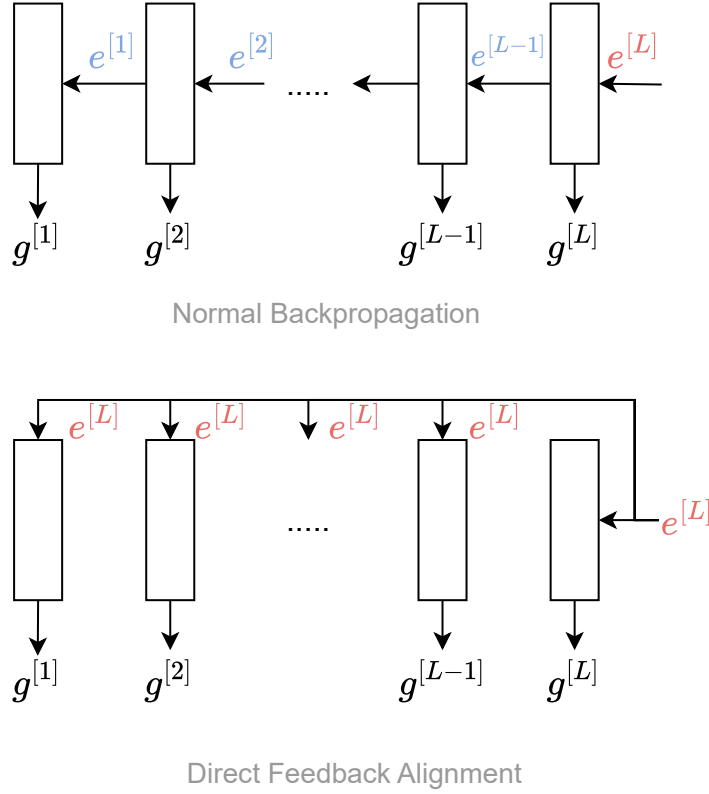 e^{[1]} e^{[2]} ..... e^{[L-1]} e^{[L]}
g^{[1]} g^{[2]} g^{[L-1]} g^{[L]}
Normal Backpropagation
e^{[L]} e^{[L]} e^{[L]} e^{[L]}
..... e^{[L]}
g^{[1]} g^{[2]} g^{[L-1]} g^{[L]}
Direct Feedback Alignment